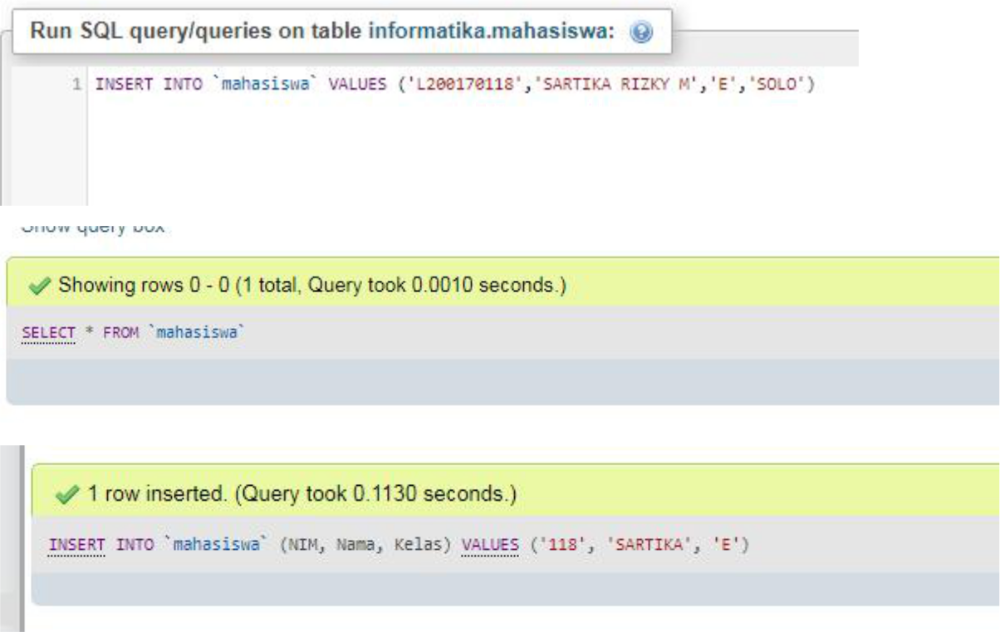 Run SQL query/queries on table informatika.mahasiswa:
1 INSERT INTO `mahasiswa` VALUES ('L200170118','SARTIKA RIZKY M','E','SOLO')
Show query box
Showing rows 0 - 0 (1 total, Query took 0.0010 seconds.)
SELECT * FROM `mahasiswa`
1 row inserted. (Query took 0.1130 seconds.)
INSERT INTO `mahasiswa` (NIM, Nama, Kelas) VALUES ('118', 'SARTIKA', 'E')